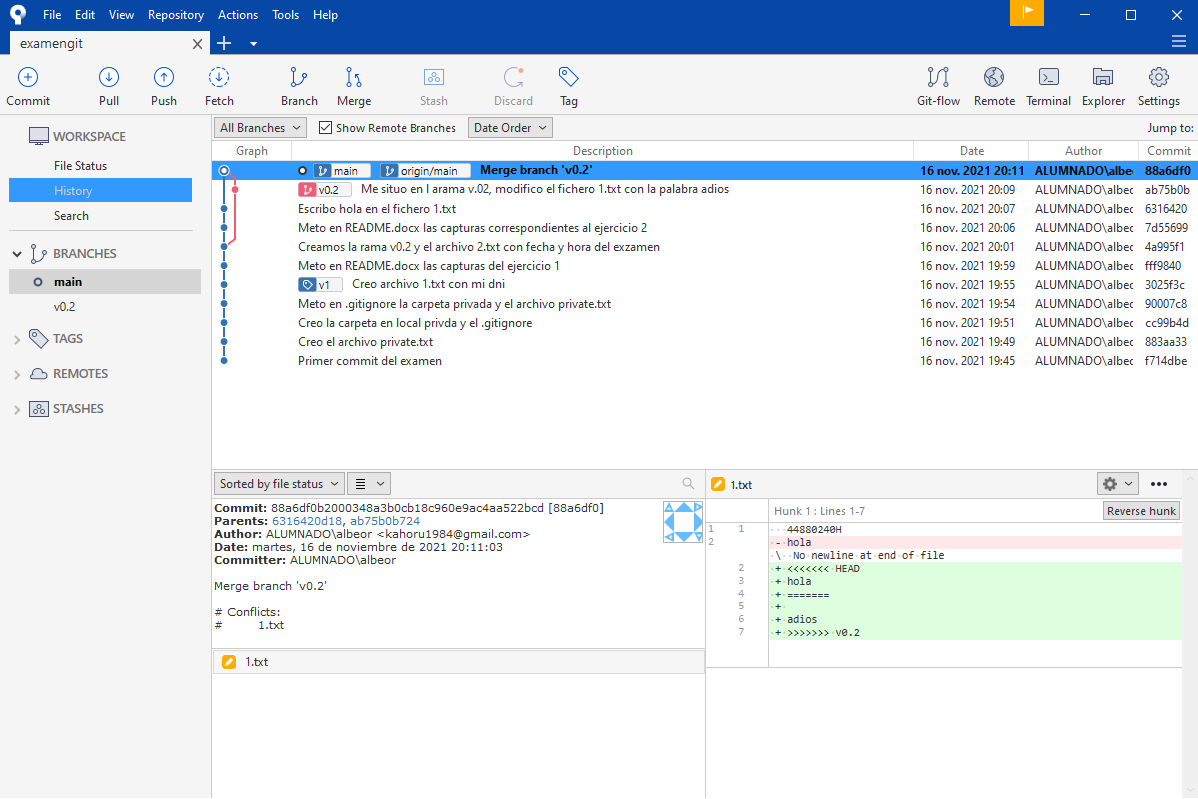 File Edit View Repository Actions Tools Help
examengit
Commit Pull Push Fetch Branch Merge Stash Discard Tag Git-flow Remote Terminal Explorer Settings
WORKSPACE
File Status
History
Search
BRANCHES
main
v0.2
TAGS
REMOTES
STASHES
All Branches Show Remote Branches Date Order Jump to:
Graph Description Date Author Commit
main origin/main Merge branch 'v0.2' 16 nov. 2021 20:11 ALUMNADO\albe 88a6df0
v0.2 Me situo en l arama v.02, modifico el fichero 1.txt con la palabra adios 16 nov. 2021 20:09 ALUMNADO\albec ab75b0b
Escribo hola en el fichero 1.txt 16 nov. 2021 20:07 ALUMNADO\albec 6316420
Meto en README.docx las capturas correspondientes al ejercicio 2 16 nov. 2021 20:06 ALUMNADO\albec 7d55699
Creamos la rama v0.2 y el archivo 2.txt con fecha y hora del exzamen 16 nov. 2021 20:01 ALUMNADO\albec 4a995f1
Meto en README.docx las capturas del ejercicio 1 16 nov. 2021 19:59 ALUMNADO\albec fff9840
v1 Creo archivo 1.txt con mi dni 16 nov. 2021 19:55 ALUMNADO\albec 3025f3c
Meto en .gitignore la carpeta privada y el archivo private.txt 16 nov. 2021 19:54 ALUMNADO\albec 90007c8
Creo la carpeta en local privda y el .gitignore 16 nov. 2021 19:51 ALUMNADO\albec cc99b4d
Creo el archivo private.txt 16 nov. 2021 19:49 ALUMNADO\albec 883aa33
Primer commit del examen 16 nov. 2021 19:45 ALUMNADO\albec f714dbe
Sorted by file status
Commit: 88a6df0b2000348a3b0cb18c960e9ac4aa522bcd [88a6df0]
Parents: 6316420d18, ab75b0b724
Author: ALUMNADO\albeor <kahoru1984@gmail.com>
Date: martes, 16 de noviembre de 2021 20:11:03
Committer: ALUMNADO\albeor
Merge branch 'v0.2'
# Conflicts:
# 1.txt
1.txt
1.txt
Hunk 1 : Lines 1-7 Reverse hunk
1 1 44880240H
2 - hola
\ No newline at end of file
2 + <<<<<<< HEAD
3 + hola
4 + =======
5 +
6 + adios
7 + >>>>>>> v0.2